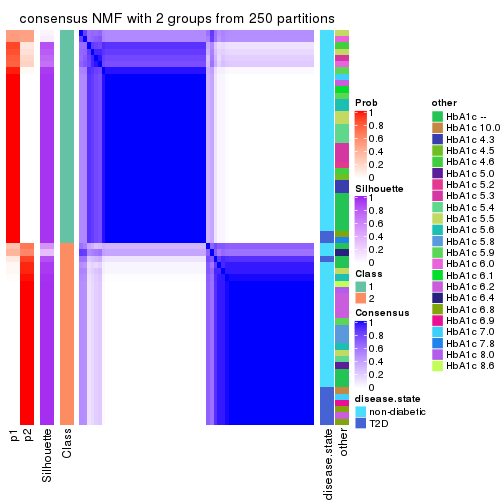 consensus NMF with 2 groups from 250 partitions
p1
p2
Silhouette
Class
disease.state
other
Prob
1
0.8
0.6
0.4
0.2
0
Silhouette
1
0.8
0.6
0.4
0.2
0
Class
1
2
Consensus
1
0.8
0.6
0.4
0.2
0
disease.state
non-diabetic
T2D
other
HbA1c --
HbA1c 10.0
HbA1c 4.3
HbA1c 4.5
HbA1c 4.6
HbA1c 5.0
HbA1c 5.2
HbA1c 5.3
HbA1c 5.4
HbA1c 5.5
HbA1c 5.6
HbA1c 5.8
HbA1c 5.9
HbA1c 6.0
HbA1c 6.1
HbA1c 6.2
HbA1c 6.4
HbA1c 6.8
HbA1c 6.9
HbA1c 7.0
HbA1c 7.8
HbA1c 8.0
HbA1c 8.6